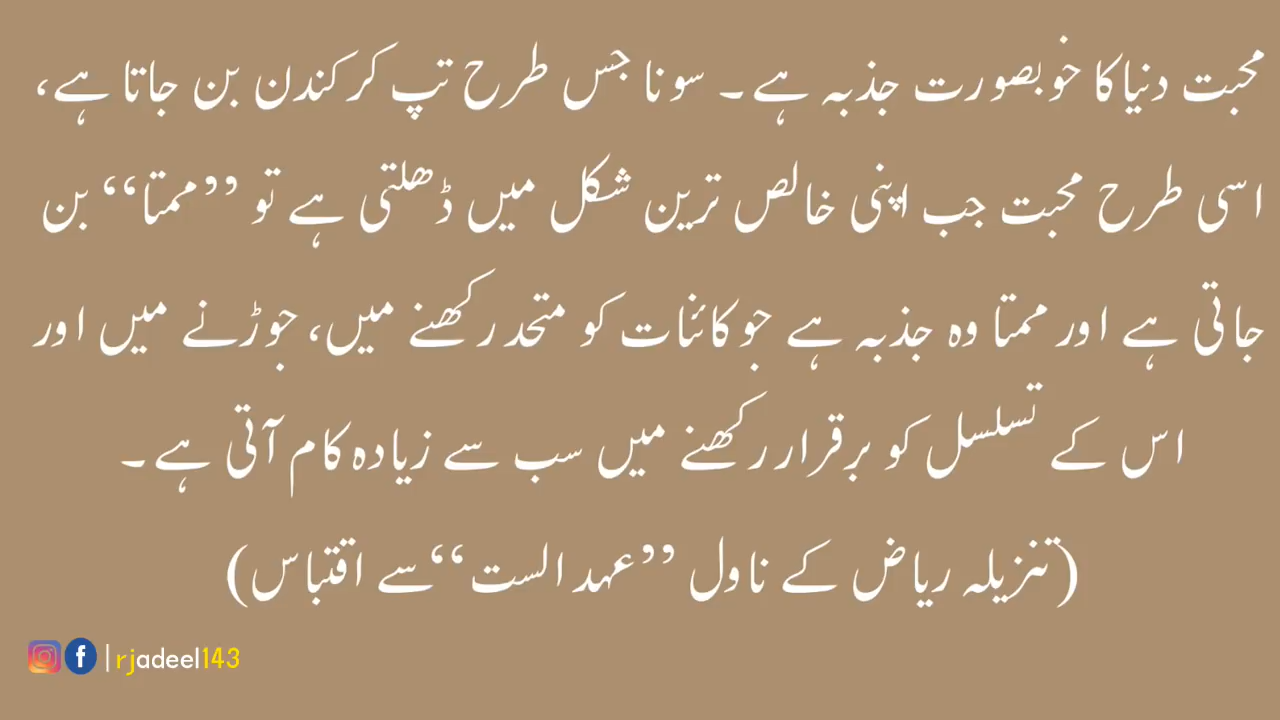 محبت دنیا کا خوبصورت جذبہ ہے۔ سونا جس طرح تپ کر کندن بن جاتا ہے،
اسی طرح محبت جب اپنی خالص ترین شکل میں ڈھلتی ہے تو ’’ممتا‘‘ بن
جاتی ہے اور ممتا وہ جذبہ ہے جو کائنات کو متحد رکھنے میں، جوڑنے میں اور
اس کے تسلسل کو برقرار رکھنے میں سب سے زیادہ کام آتی ہے۔
(تنزیلہ ریاض کے ناول ’’عہد الست‘‘ سے اقتباس)
|rjadeel143